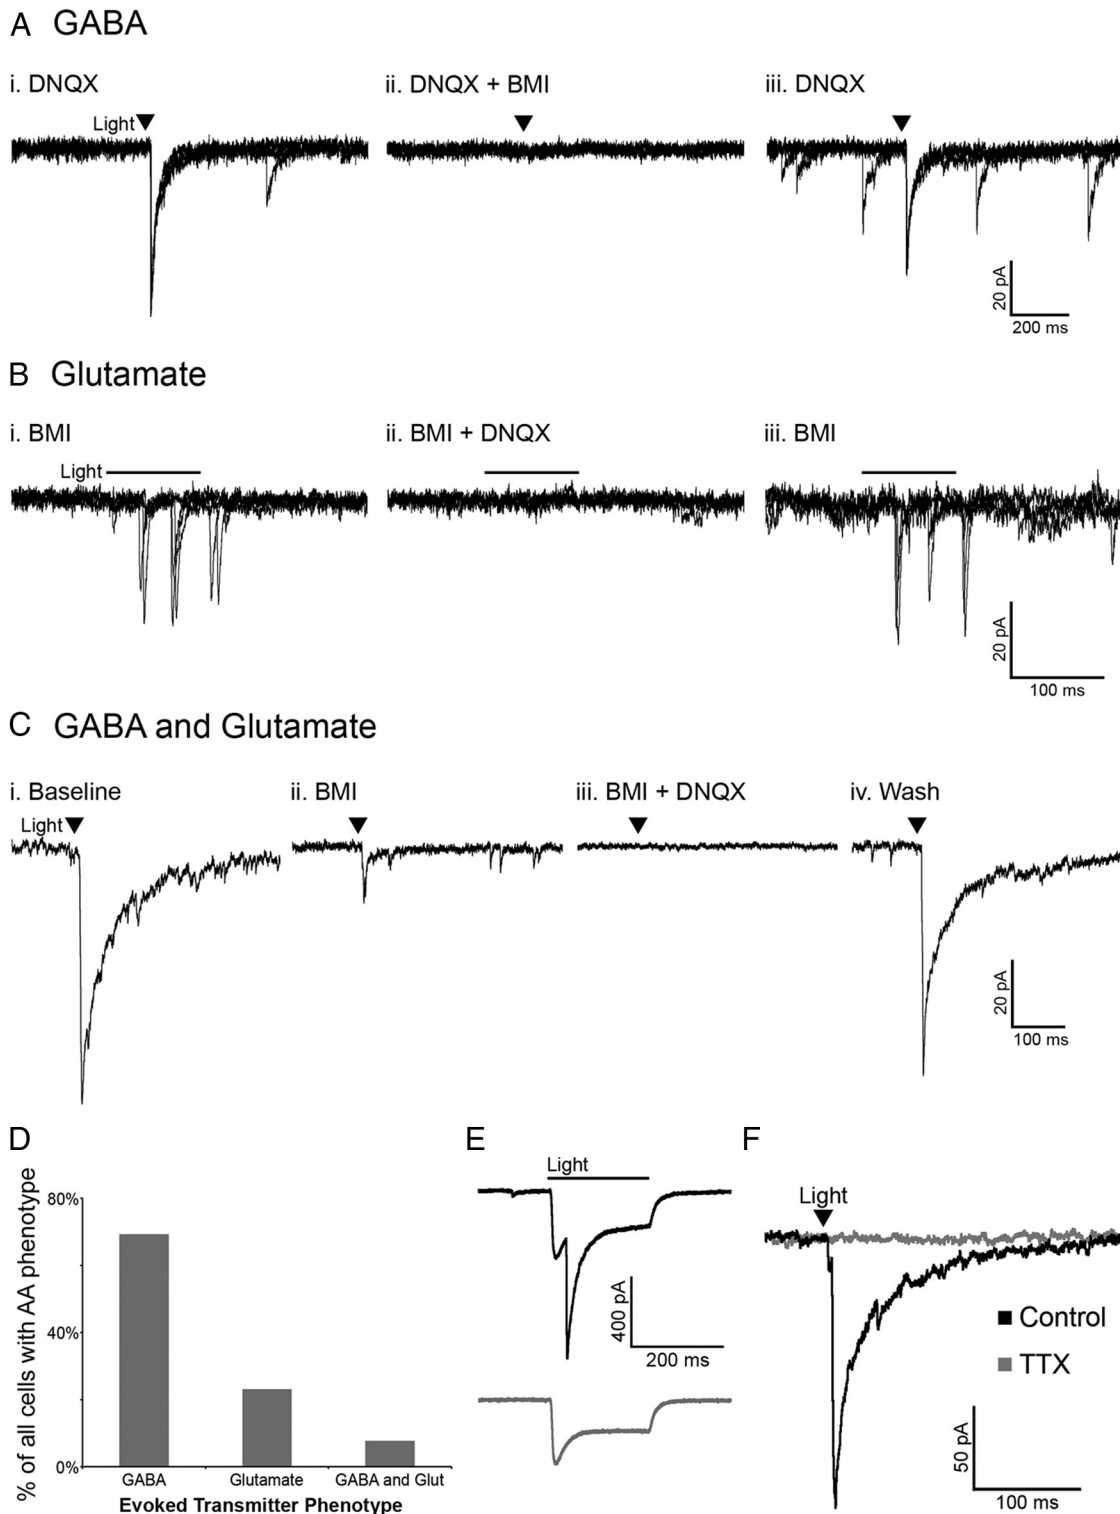 A GABA
i. DNQX
ii. DNQX + BMI
iii. DNQX
Light
20 pA
200 ms
B Glutamate
i. BMI
ii. BMI + DNQX
iii. BMI
Light
20 pA
100 ms
C GABA and Glutamate
i. Baseline
ii. BMI
iii. BMI + DNQX
iv. Wash
Light
20 pA
100 ms
D
% of all cells with AA phenotype
80%
40%
0%
GABA
Glutamate
GABA and Glut
Evoked Transmitter Phenotype
E
Light
400 pA
200 ms
F
Light
Control
TTX
50 pA
100 ms